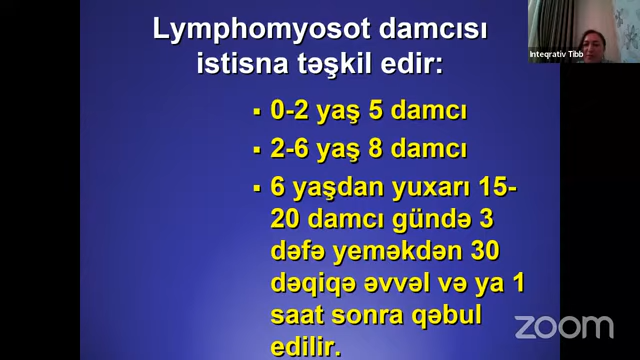 Lymphomyosot damcısı
istisna təşkil edir:
0-2 yaş 5 damcı
2-6 yaş 8 damcı
6 yaşdan yuxarı 15-
20 damcı gündə 3
dəfə yeməkdən 30
dəqiqə əvvəl və ya 1
saat sonra qəbul
edilir.
Inteqrativ Tibb
zoom